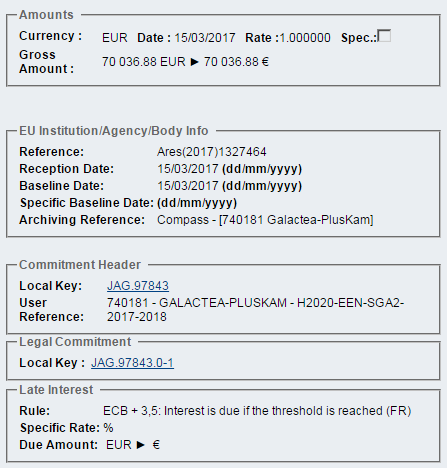 Amounts
Currency : EUR Date : 15/03/2017 Rate :1.000000 Spec.:
Gross
Amount : 70 036.88 EUR ► 70 036.88 €
EU Institution/Agency/Body Info
Reference: Ares(2017)1327464
Reception Date: 15/03/2017 (dd/mm/yyyy)
Baseline Date: 15/03/2017 (dd/mm/yyyy)
Specific Baseline Date: (dd/mm/yyyy)
Archiving Reference: Compass - [740181 Galactea-PlusKam]
Commitment Header
Local Key: JAG.97843
User 740181 - GALACTEA-PLUSKAM - H2020-EEN-SGA2-
Reference: 2017-2018
Legal Commitment
Local Key : JAG.97843.0-1
Late Interest
Rule: ECB + 3,5: Interest is due if the threshold is reached (FR)
Specific Rate: %
Due Amount: EUR ► €